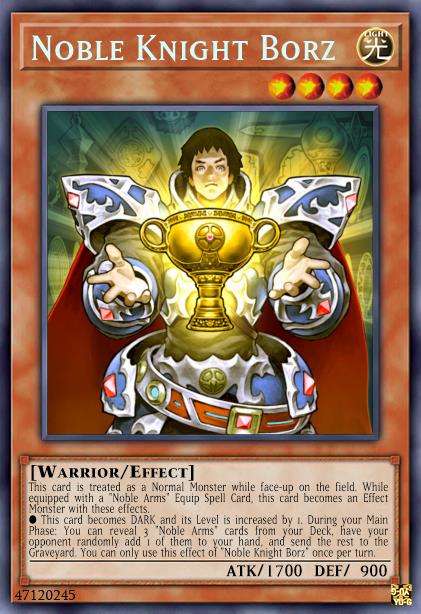 NOBLE KNIGHT BORZ
LIGHT
光
[WARRIOR/EFFECT]
This card is treated as a Normal Monster while face-up on the field. While
equipped with a "Noble Arms" Equip Spell Card, this card becomes an Effect
Monster with these effects.
● This card becomes DARK and its Level is increased by 1. During your Main
Phase: You can reveal 3 "Noble Arms" cards from your Deck, have your
opponent randomly add 1 of them to your hand, and send the rest to the
Graveyard. You can only use this effect of "Noble Knight Borz" once per turn.
ATK/1700 DEF/ 900
47120245